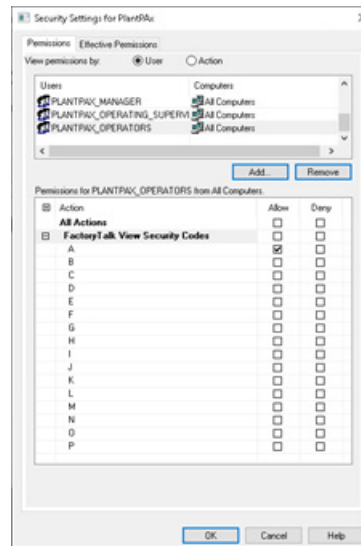 Security Settings for PlantPAx
Permissions Effective Permissions
View permissions by: User Action
Users Computers
PLANTPAX_MANAGER All Computers
PLANTPAX_OPERATING_SUPERVI All Computers
PLANTPAX_OPERATORS All Computers
Add... Remove
Permissions for PLANTPAX_OPERATORS from All Computers.
Action Allow Deny
All Actions
FactoryTalk View Security Codes
A
B
C
D
E
F
G
H
I
J
K
L
M
N
O
P
OK Cancel Help